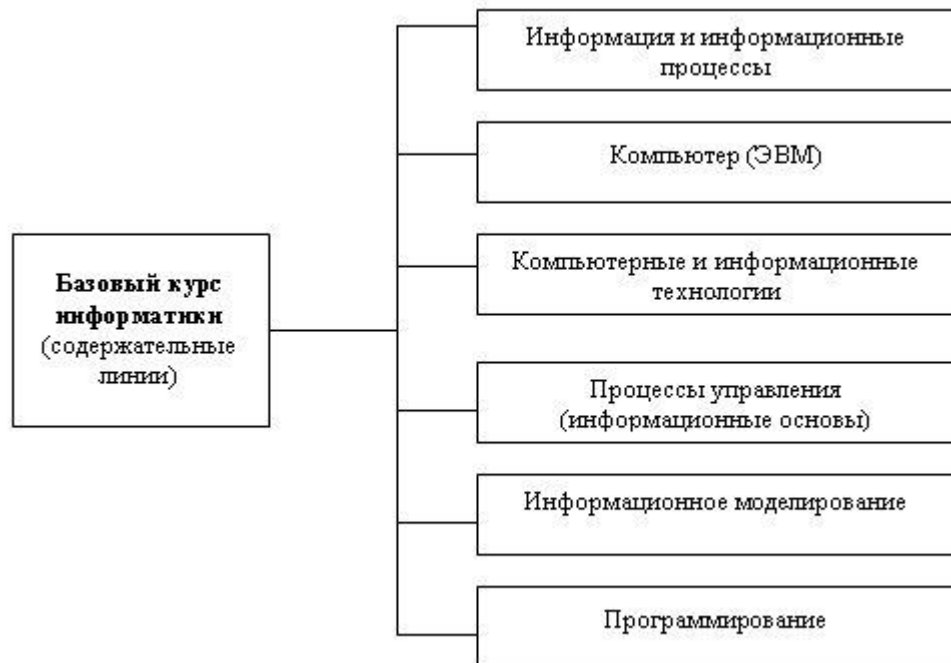 Базовый курс
информатики
(содержательные
линии)
Информация и информационные
процессы
Компьютер (ЭВМ)
Компьютерные и информационные
технологии
Процессы управления
(информационные основы)
Информационное моделирование
Программирование